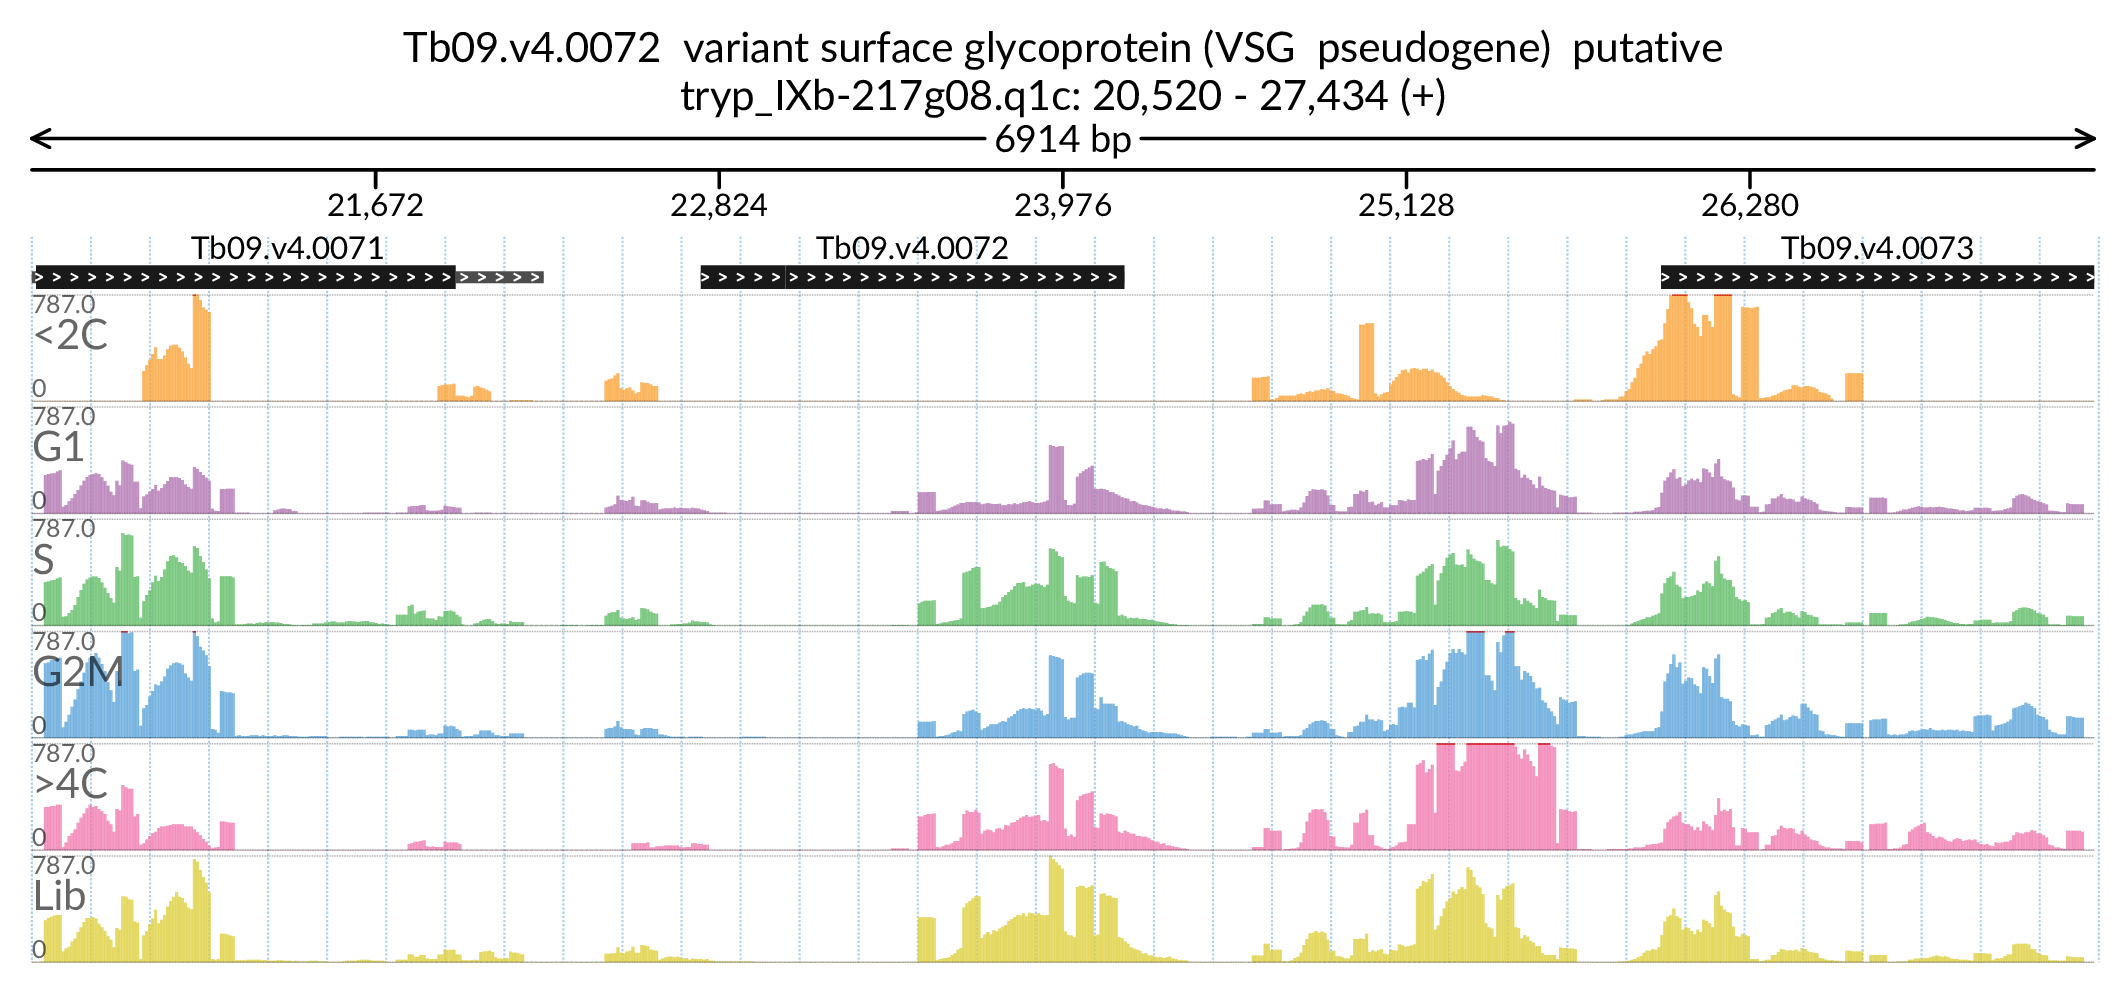 Tb09.v4.0072 variant surface glycoprotein (VSG pseudogene) putative
tryp_IXb-217g08.q1c: 20,520 - 27,434 (+)
6914 bp
21,672 22,824 23,976 25,128 26,280
Tb09.v4.0071 Tb09.v4.0072 Tb09.v4.0073
787.0
<2C
0
787.0
G1
0
787.0
S
0
787.0
G2M
0
787.0
>4C
0
787.0
Lib
0